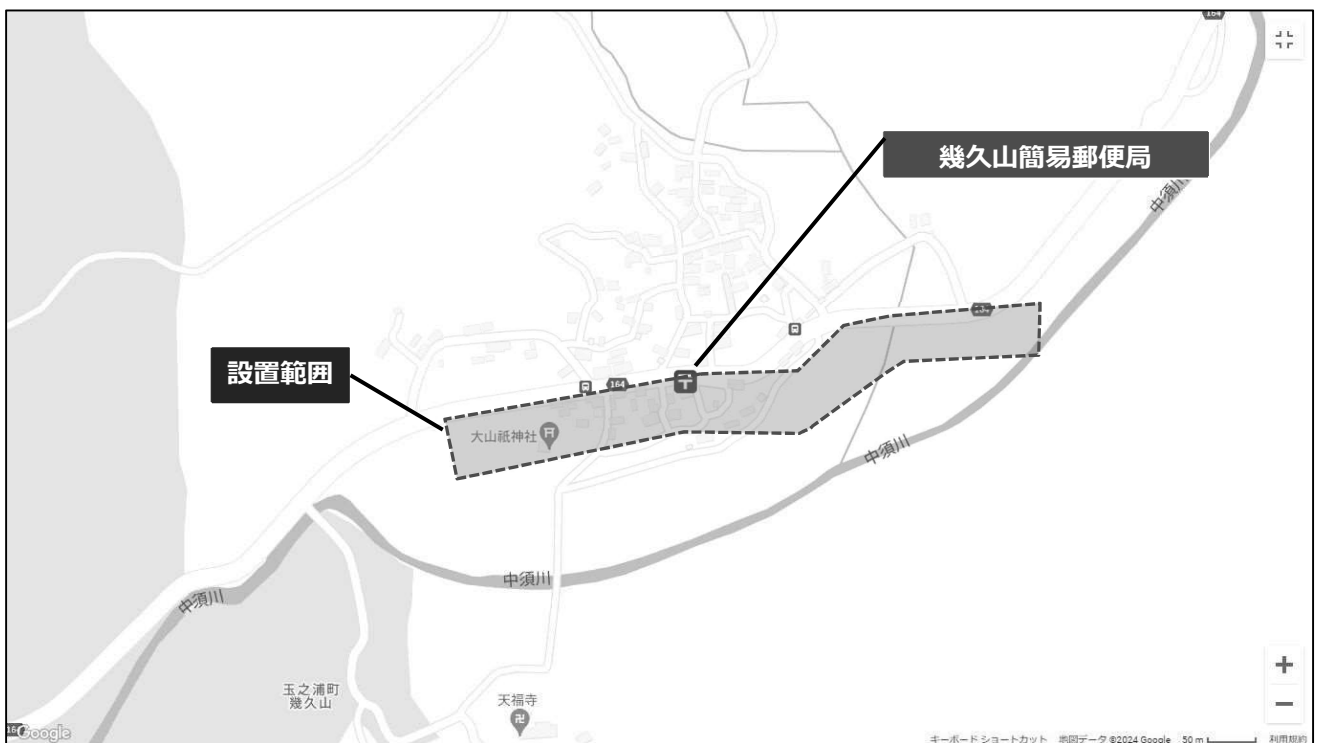 164
幾久山簡易郵便局
中須川
164
設置範囲
164
大山祇神社
中須川
中須川
中須川
玉之浦町
幾久山
天福寺
164
Google
キーボード ショートカット 地図データ ©2024 Google 50 m 利用規約